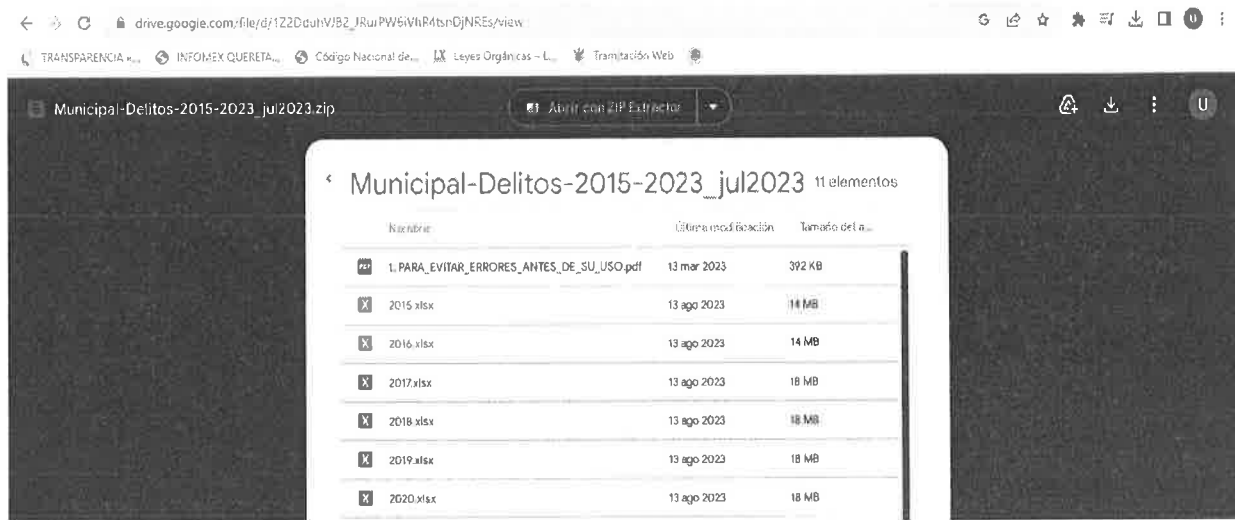 drive.google.com/file/d/1Z2DduhVJB2_JRurPW6iVhR4tsnDjNREs/view
TRANSPARENCIA «... INFOMEX QUERETA... Código Nacional de... LX Leyes Orgánicas – L... Tramitación Web
Municipal-Delitos-2015-2023_jul2023.zip Abrir con ZIP Extractor U
Municipal-Delitos-2015-2023_jul2023 11 elementos
Nombre Última modificación Tamaño del a...
PDF 1. PARA_EVITAR_ERRORES_ANTES_DE_SU_USO.pdf 13 mar 2023 392 KB
X 2015.xlsx 13 ago 2023 14 MB
X 2016.xlsx 13 ago 2023 14 MB
X 2017.xlsx 13 ago 2023 18 MB
X 2018.xlsx 13 ago 2023 18 MB
X 2019.xlsx 13 ago 2023 18 MB
X 2020.xlsx 13 ago 2023 18 MB